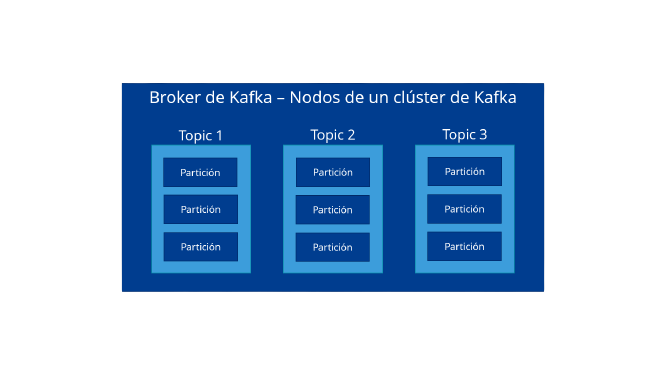 Broker de Kafka – Nodos de un clúster de Kafka
Topic 1
Partición
Partición
Partición
Topic 2
Partición
Partición
Partición
Topic 3
Partición
Partición
Partición